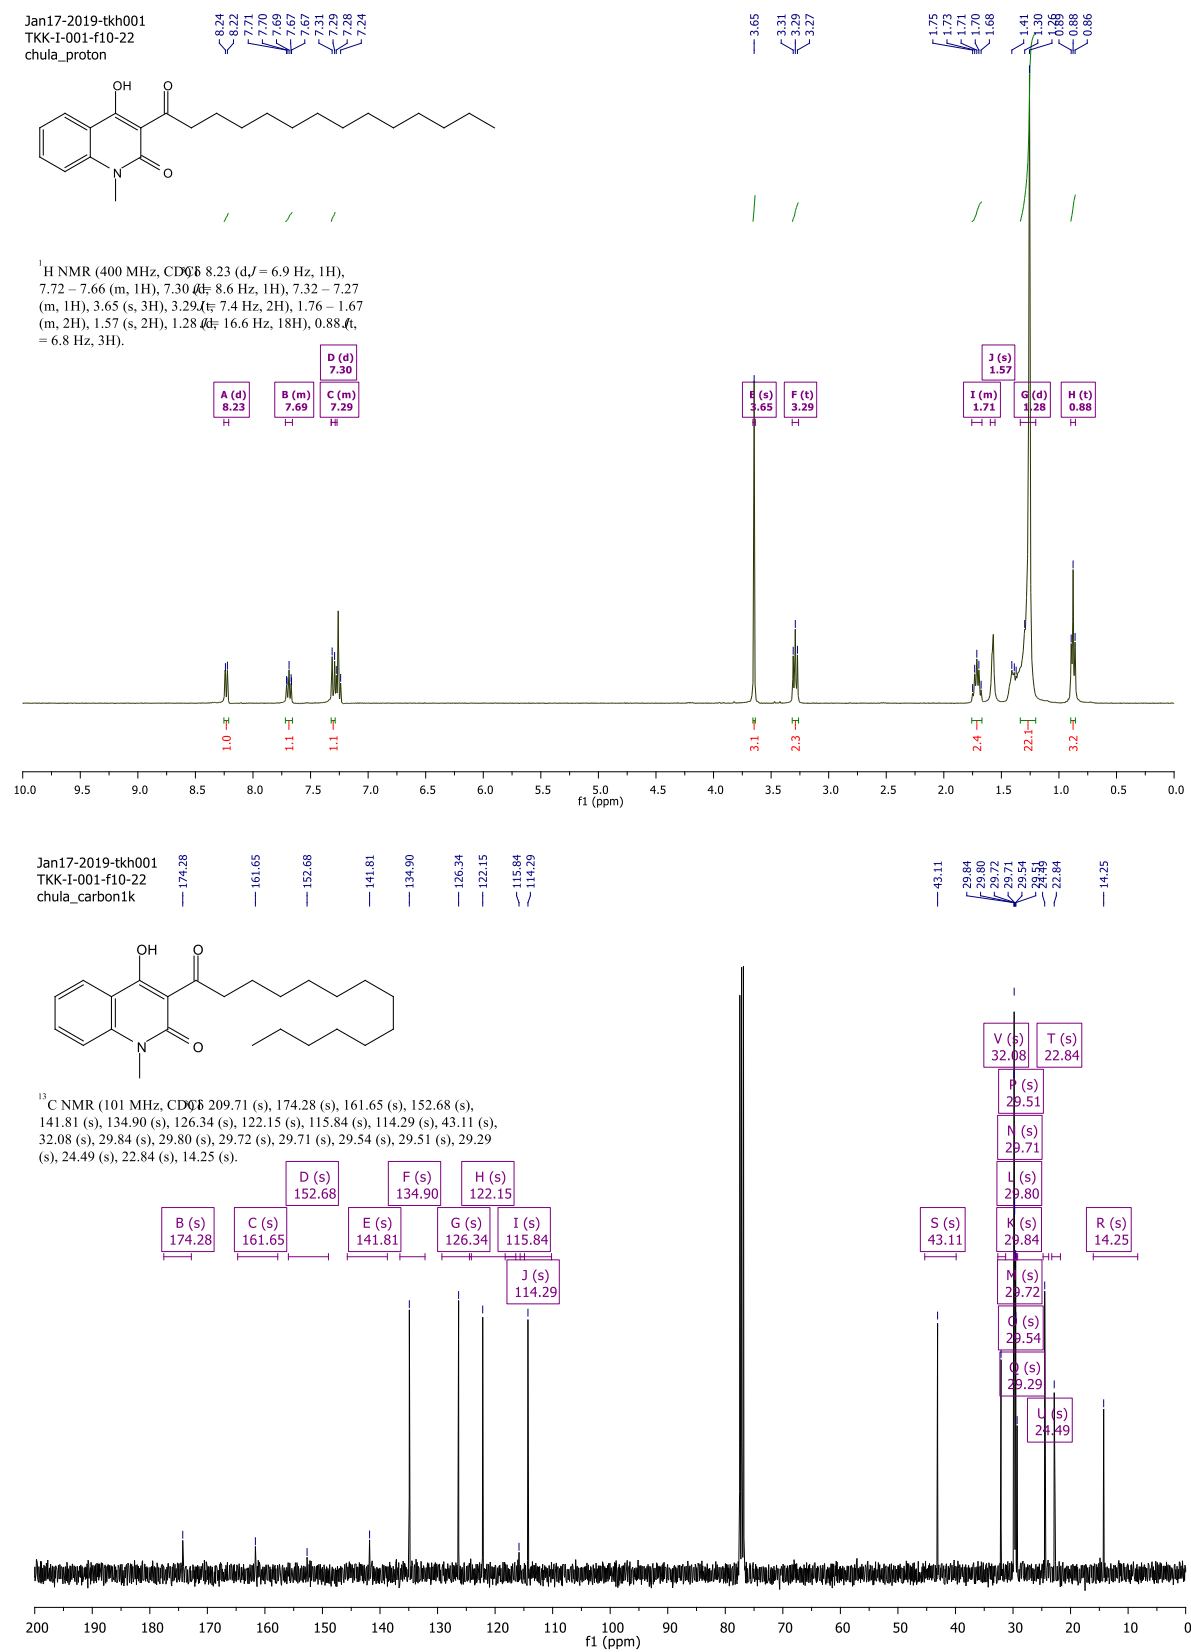 Jan17-2019-tkh001
TKK-I-001-f10-22
chula_proton
8.24 8.22 7.71 7.70 7.69 7.67 7.67 7.31 7.29 7.28 7.24 3.65 3.31 3.29 3.27 1.75 1.73 1.71 1.70 1.68 1.41 1.30 1.26 0.89 0.88 0.86
OH O
N O
1H NMR (400 MHz, CDCl3) δ 8.23 (d, J = 6.9 Hz, 1H),
7.72 – 7.66 (m, 1H), 7.30 (d, J = 8.6 Hz, 1H), 7.32 – 7.27
(m, 1H), 3.65 (s, 3H), 3.29 (t, J = 7.4 Hz, 2H), 1.76 – 1.67
(m, 2H), 1.57 (s, 2H), 1.28 (d, J = 16.6 Hz, 18H), 0.88 (t, J
= 6.8 Hz, 3H).
D (d) 7.30
J (s) 1.57
A (d) 8.23
B (m) 7.69
C (m) 7.29
E (s) 3.65
F (t) 3.29
I (m) 1.71
G (d) 1.28
H (t) 0.88
1.0 1.1 1.1 3.1 2.3 2.4 22.1 3.2
10.0 9.5 9.0 8.5 8.0 7.5 7.0 6.5 6.0 5.5 5.0 4.5 4.0 3.5 3.0 2.5 2.0 1.5 1.0 0.5 0.0
f1 (ppm)
Jan17-2019-tkh001
TKK-I-001-f10-22
chula_carbon1k
174.28 161.65 152.68 141.81 134.90 126.34 122.15 115.84 114.29 43.11 29.84 29.80 29.72 29.71 29.54 29.51 24.49 22.84 14.25
OH O
N O
13C NMR (101 MHz, CDCl3) δ 209.71 (s), 174.28 (s), 161.65 (s), 152.68 (s),
141.81 (s), 134.90 (s), 126.34 (s), 122.15 (s), 115.84 (s), 114.29 (s), 43.11 (s),
32.08 (s), 29.84 (s), 29.80 (s), 29.72 (s), 29.71 (s), 29.54 (s), 29.51 (s), 29.29
(s), 24.49 (s), 22.84 (s), 14.25 (s).
V (s) 32.08
T (s) 22.84
P (s) 29.51
N (s) 29.71
D (s) 152.68
F (s) 134.90
H (s) 122.15
L (s) 29.80
B (s) 174.28
C (s) 161.65
E (s) 141.81
G (s) 126.34
I (s) 115.84
S (s) 43.11
K (s) 29.84
R (s) 14.25
J (s) 114.29
M (s) 29.72
O (s) 29.54
Q (s) 29.29
U (s) 24.49
200 190 180 170 160 150 140 130 120 110 100 90 80 70 60 50 40 30 20 10 0
f1 (ppm)